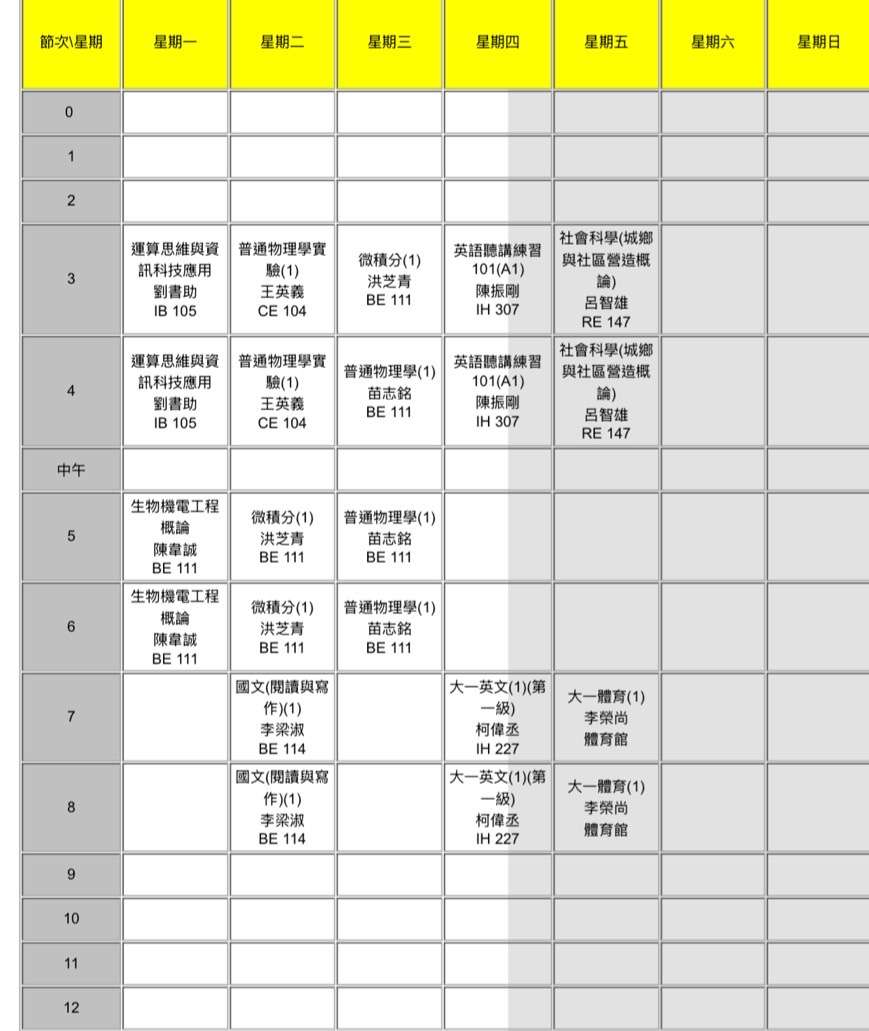 節次\星期 星期一 星期二 星期三 星期四 星期五 星期六 星期日
0
1
2
3
運算思維與資
訊科技應用
劉書助
IB 105
普通物理學實
驗(1)
王英義
CE 104
微積分(1)
洪芝青
BE 111
英語聽講練習
101(A1)
陳振剛
IH 307
社會科學(城鄉
與社區營造概
論)
呂智雄
RE 147
4
運算思維與資
訊科技應用
劉書助
IB 105
普通物理學實
驗(1)
王英義
CE 104
普通物理學(1)
苗志銘
BE 111
英語聽講練習
101(A1)
陳振剛
IH 307
社會科學(城鄉
與社區營造概
論)
呂智雄
RE 147
中午
5
生物機電工程
概論
陳韋誠
BE 111
微積分(1)
洪芝青
BE 111
普通物理學(1)
苗志銘
BE 111
6
生物機電工程
概論
陳韋誠
BE 111
微積分(1)
洪芝青
BE 111
普通物理學(1)
苗志銘
BE 111
7
國文(閱讀與寫
作)(1)
李梁淑
BE 114
大一英文(1)(第
一級)
柯偉丞
IH 227
大一體育(1)
李榮尚
體育館
8
國文(閱讀與寫
作)(1)
李梁淑
BE 114
大一英文(1)(第
一級)
柯偉丞
IH 227
大一體育(1)
李榮尚
體育館
9
10
11
12